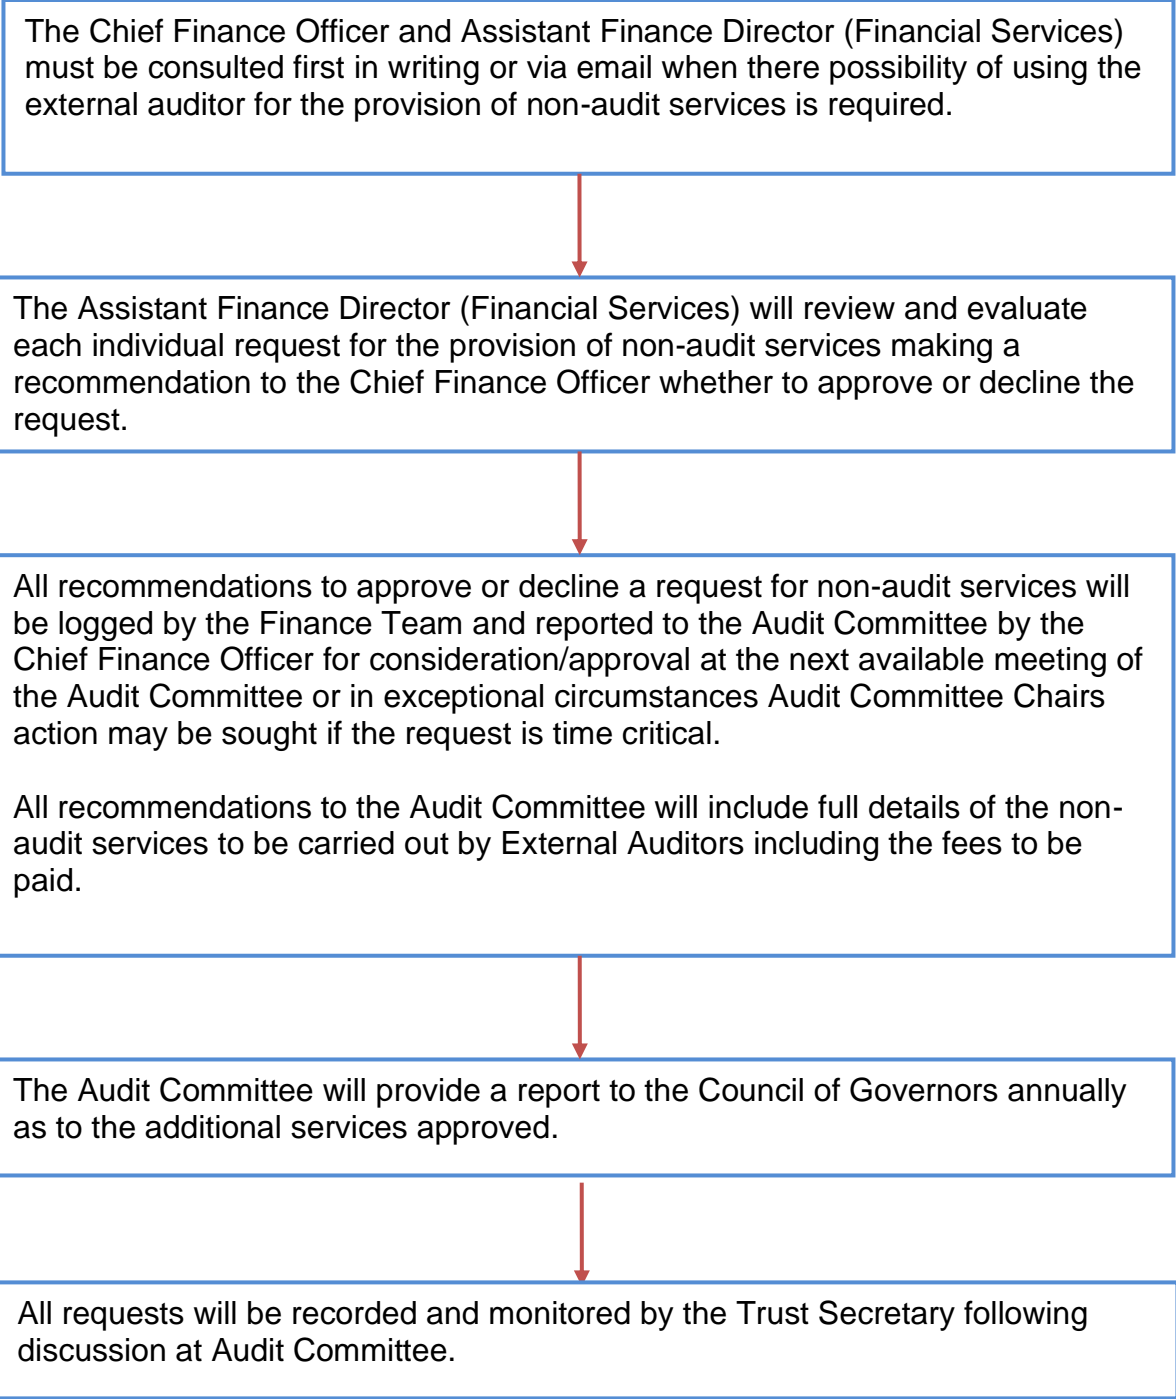 The Chief Finance Officer and Assistant Finance Director (Financial Services)
must be consulted first in writing or via email when there possibility of using the
external auditor for the provision of non-audit services is required.
The Assistant Finance Director (Financial Services) will review and evaluate
each individual request for the provision of non-audit services making a
recommendation to the Chief Finance Officer whether to approve or decline the
request.
All recommendations to approve or decline a request for non-audit services will
be logged by the Finance Team and reported to the Audit Committee by the
Chief Finance Officer for consideration/approval at the next available meeting of
the Audit Committee or in exceptional circumstances Audit Committee Chairs
action may be sought if the request is time critical.
All recommendations to the Audit Committee will include full details of the non-
audit services to be carried out by External Auditors including the fees to be
paid.
The Audit Committee will provide a report to the Council of Governors annually
as to the additional services approved.
All requests will be recorded and monitored by the Trust Secretary following
discussion at Audit Committee.